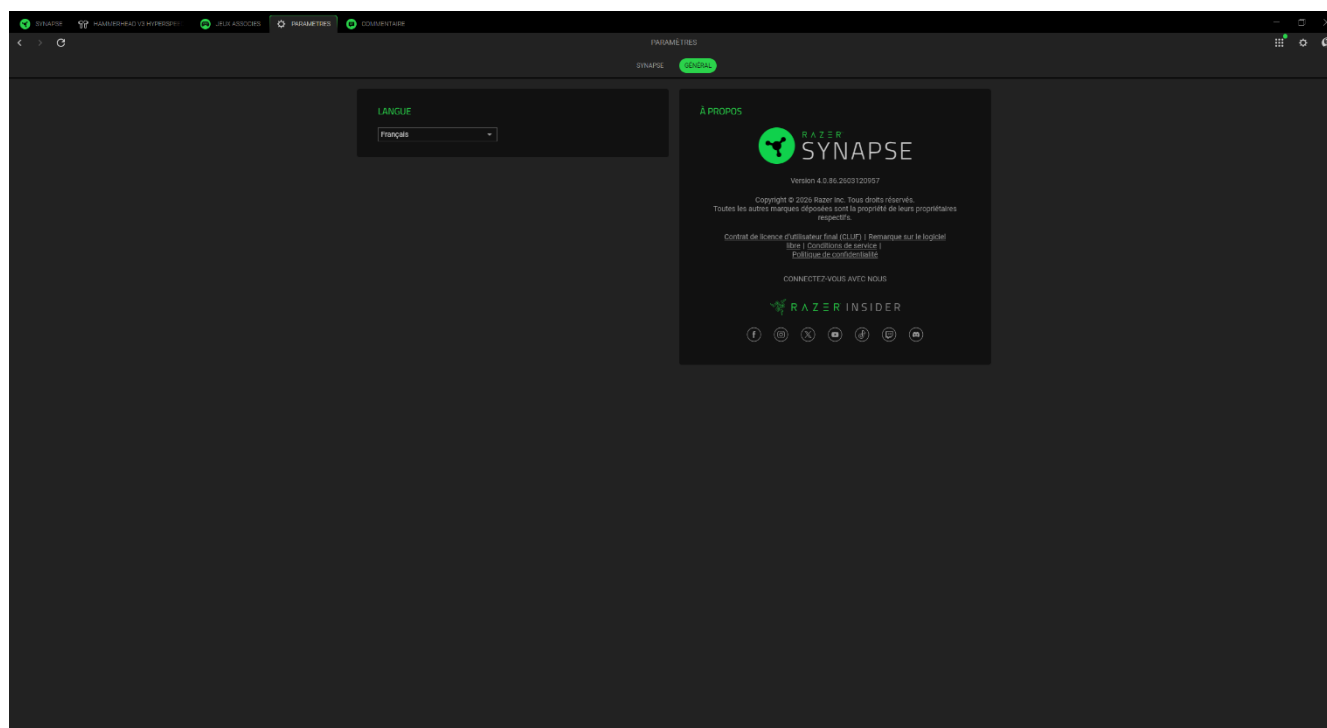 SYNAPSE
HAMMERHEAD V3 HYPERSPE
JEUX ASSOCIÉS
PARAMÈTRES
COMMENTAIRE
PARAMÈTRES
SYNAPSE
GÉNÉRAL
LANGUE
Français
À PROPOS
RAZER
SYNAPSE
Version 4.0.86.2603120957
Copyright © 2026 Razer Inc. Tous droits réservés.
Toutes les autres marques déposées sont la propriété de leurs propriétaires
respectifs.
Contrat de licence d'utilisateur final (CLUF) | Remarque sur le logiciel
libre | Conditions de service |
Politique de confidentialité
CONNECTEZ-VOUS AVEC NOUS
RAZER INSIDER